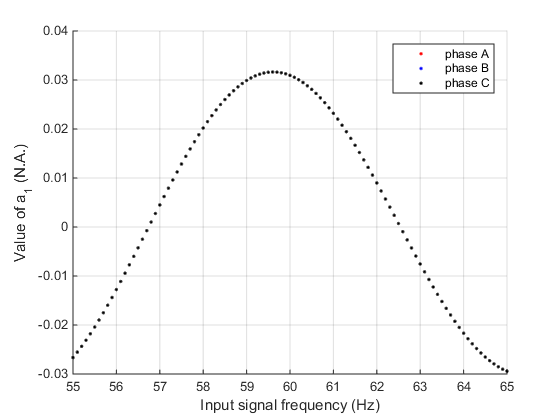 0.04
phase A
phase B
phase C
0.03
0.02
0.01
0
-0.01
-0.02
-0.03
Value of a1 (N.A.)
55 56 57 58 59 60 61 62 63 64 65
Input signal frequency (Hz)